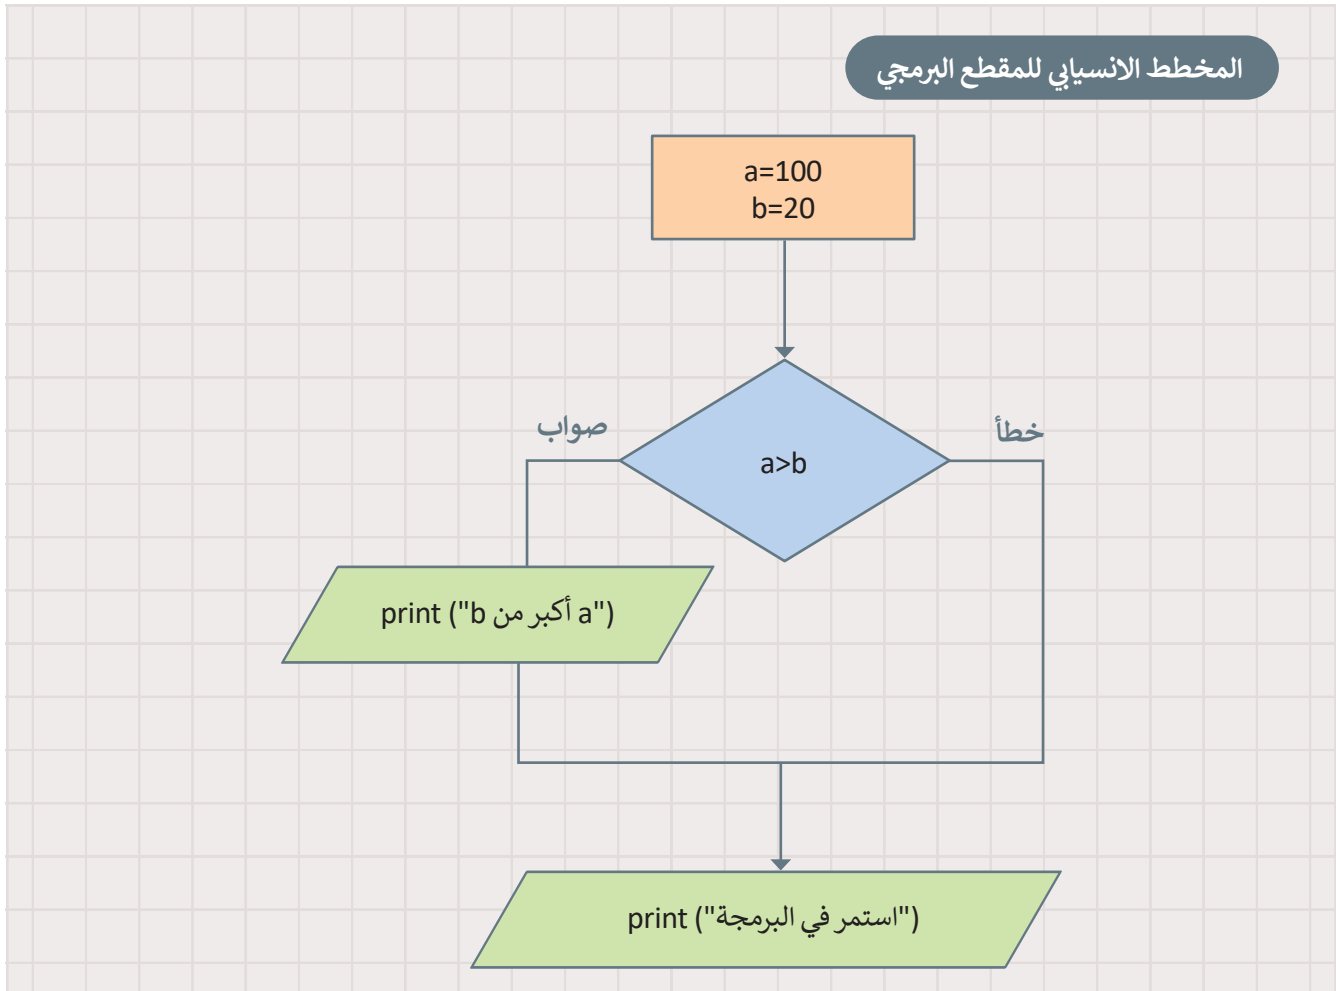 المخطط الانسيابي للمقطع البرمجي
a=100
b=20
صواب
a>b
خطأ
print ("a أكبر من b")
print ("استمر في البرمجة")